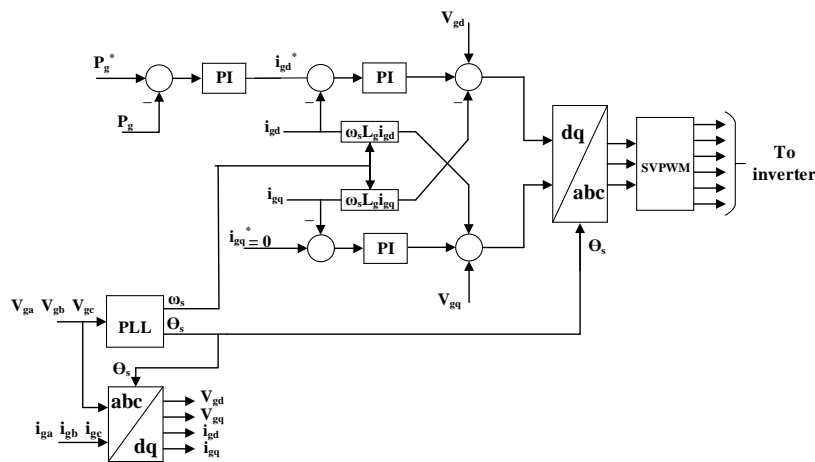 V_gd
P_g* − PI i_gd* − PI −
P_g
i_gd ω_sL_gi_gd
dq
abc
SVPWM
To
inverter
i_gq ω_sL_gi_gq
−
i_gq* = 0 PI
V_gq
Θ_s
V_ga V_gb V_gc PLL ω_s
Θ_s
Θ_s
abc
dq
V_gd
V_gq
i_gd
i_gq
i_ga i_gb i_gc